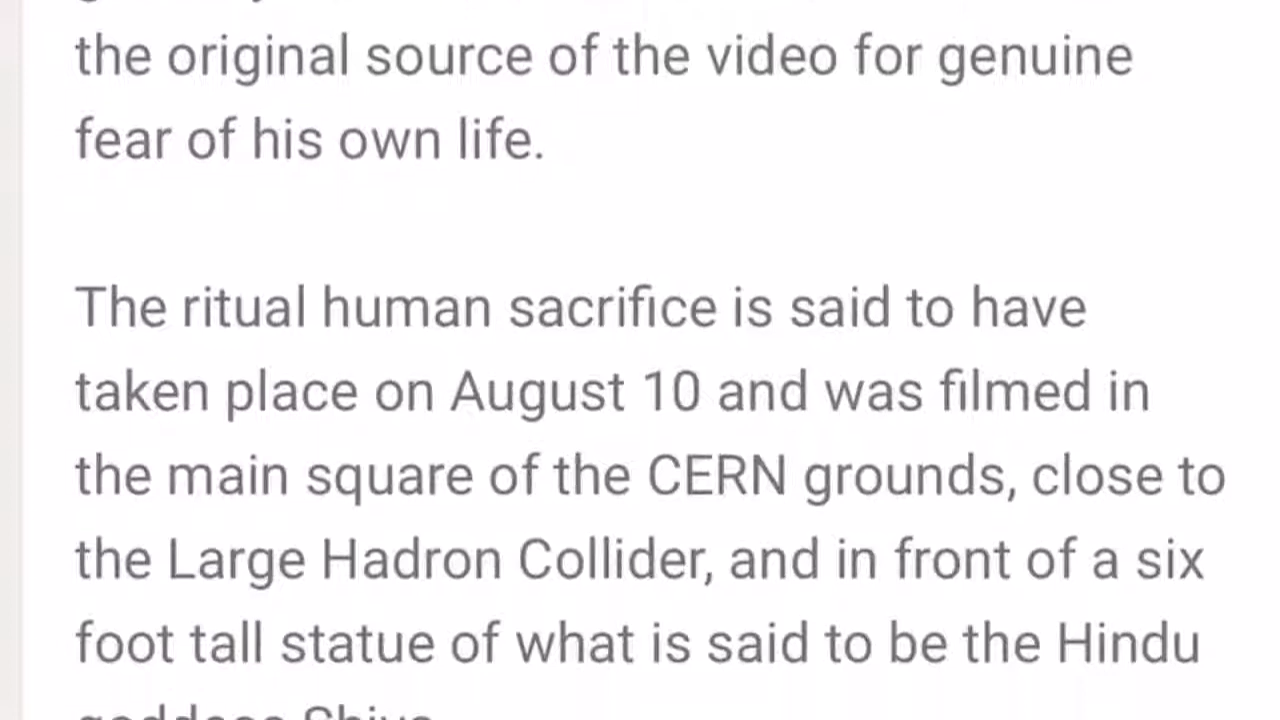 the original source of the video for genuine
fear of his own life.
The ritual human sacrifice is said to have
taken place on August 10 and was filmed in
the main square of the CERN grounds, close to
the Large Hadron Collider, and in front of a six
foot tall statue of what is said to be the Hindu
goddess Shiva